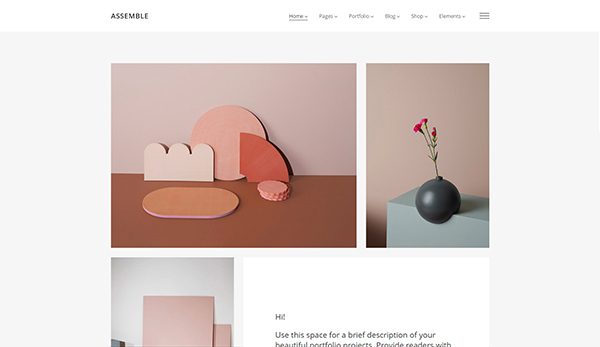 ASSEMBLE
Home Pages Portfolio Blog Shop Elements
Hi!
Use this space for a brief description of your
beautiful portfolio projects. Provide readers with